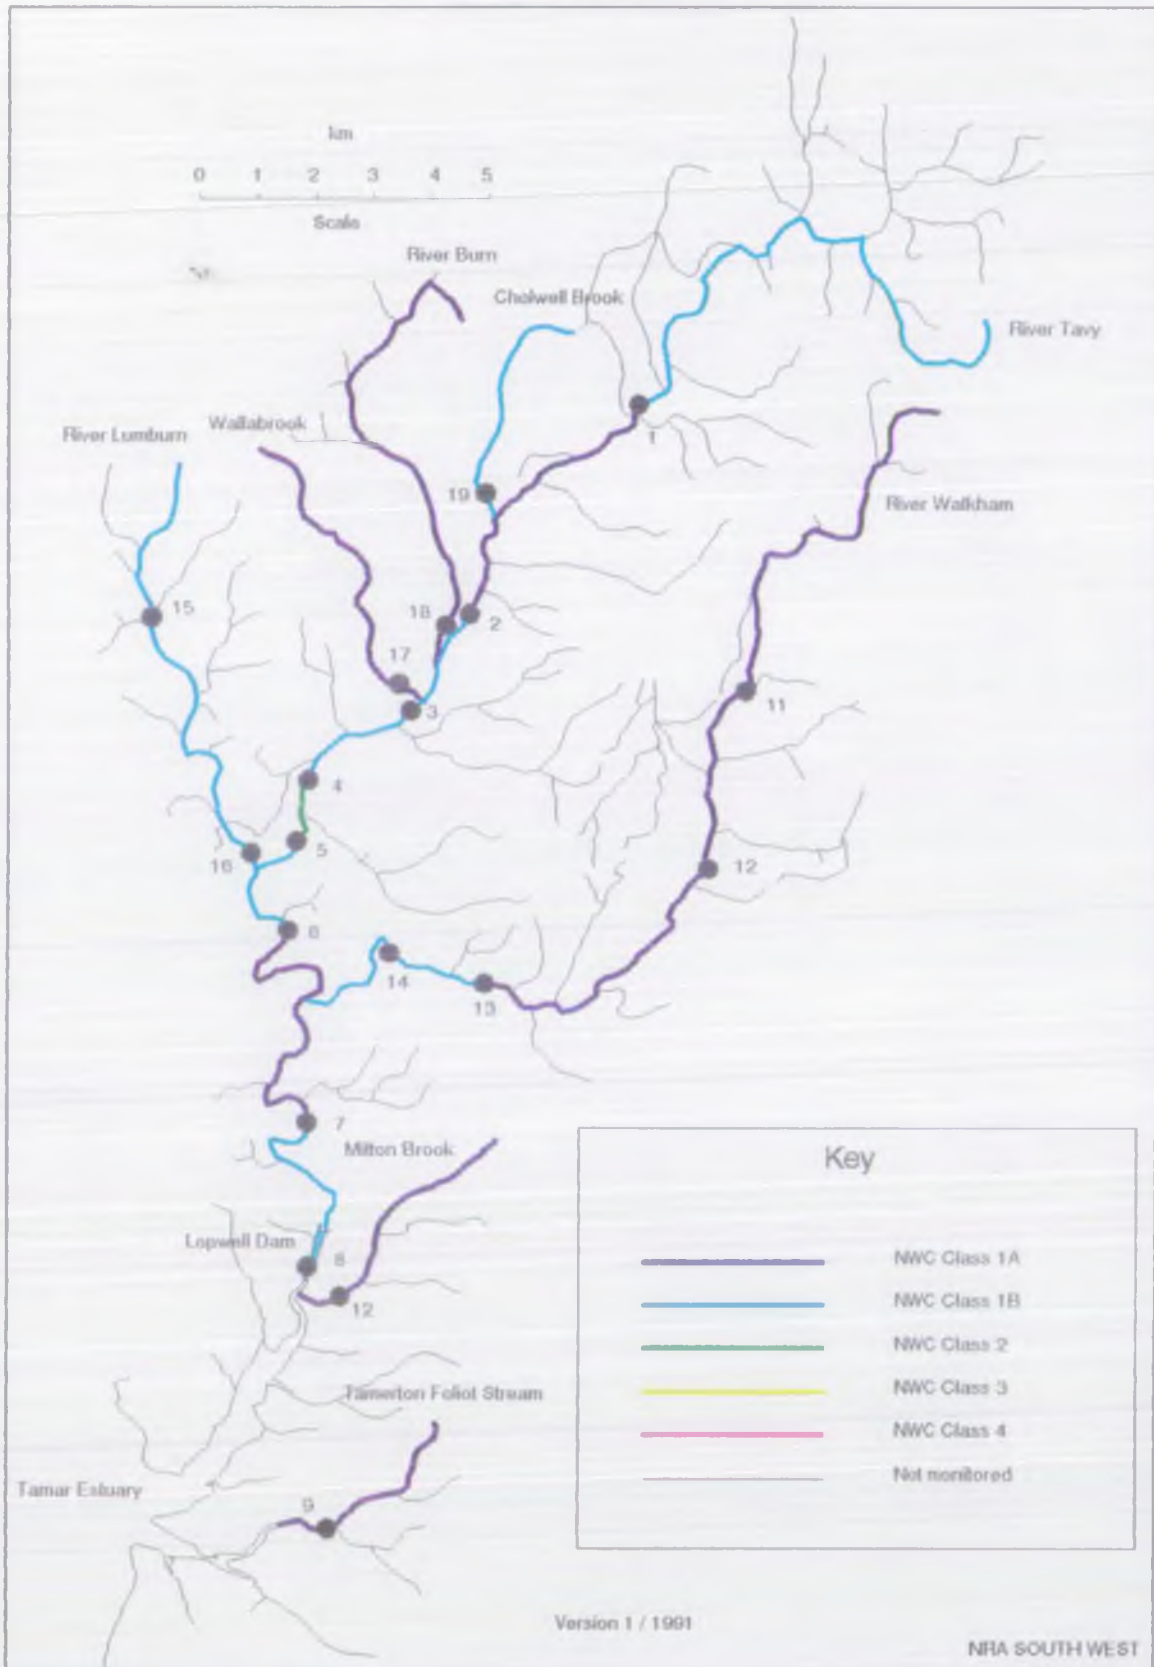 km
0 1 2 3 4 5
Scale
River Burn
Cholwell Brook
River Tavy
Wallabrook
River Lumburn
1
19
River Walkham
15
18
2
17
3
11
4
5
16
12
6
14
13
7
Milton Brook
Lopwell Dam
8
12
Tamerton Foliot Stream
Tamar Estuary
9
Key
NWC Class 1A
NWC Class 1B
NWC Class 2
NWC Class 3
NWC Class 4
Not monitored
Version 1 / 1991
NRA SOUTH WEST